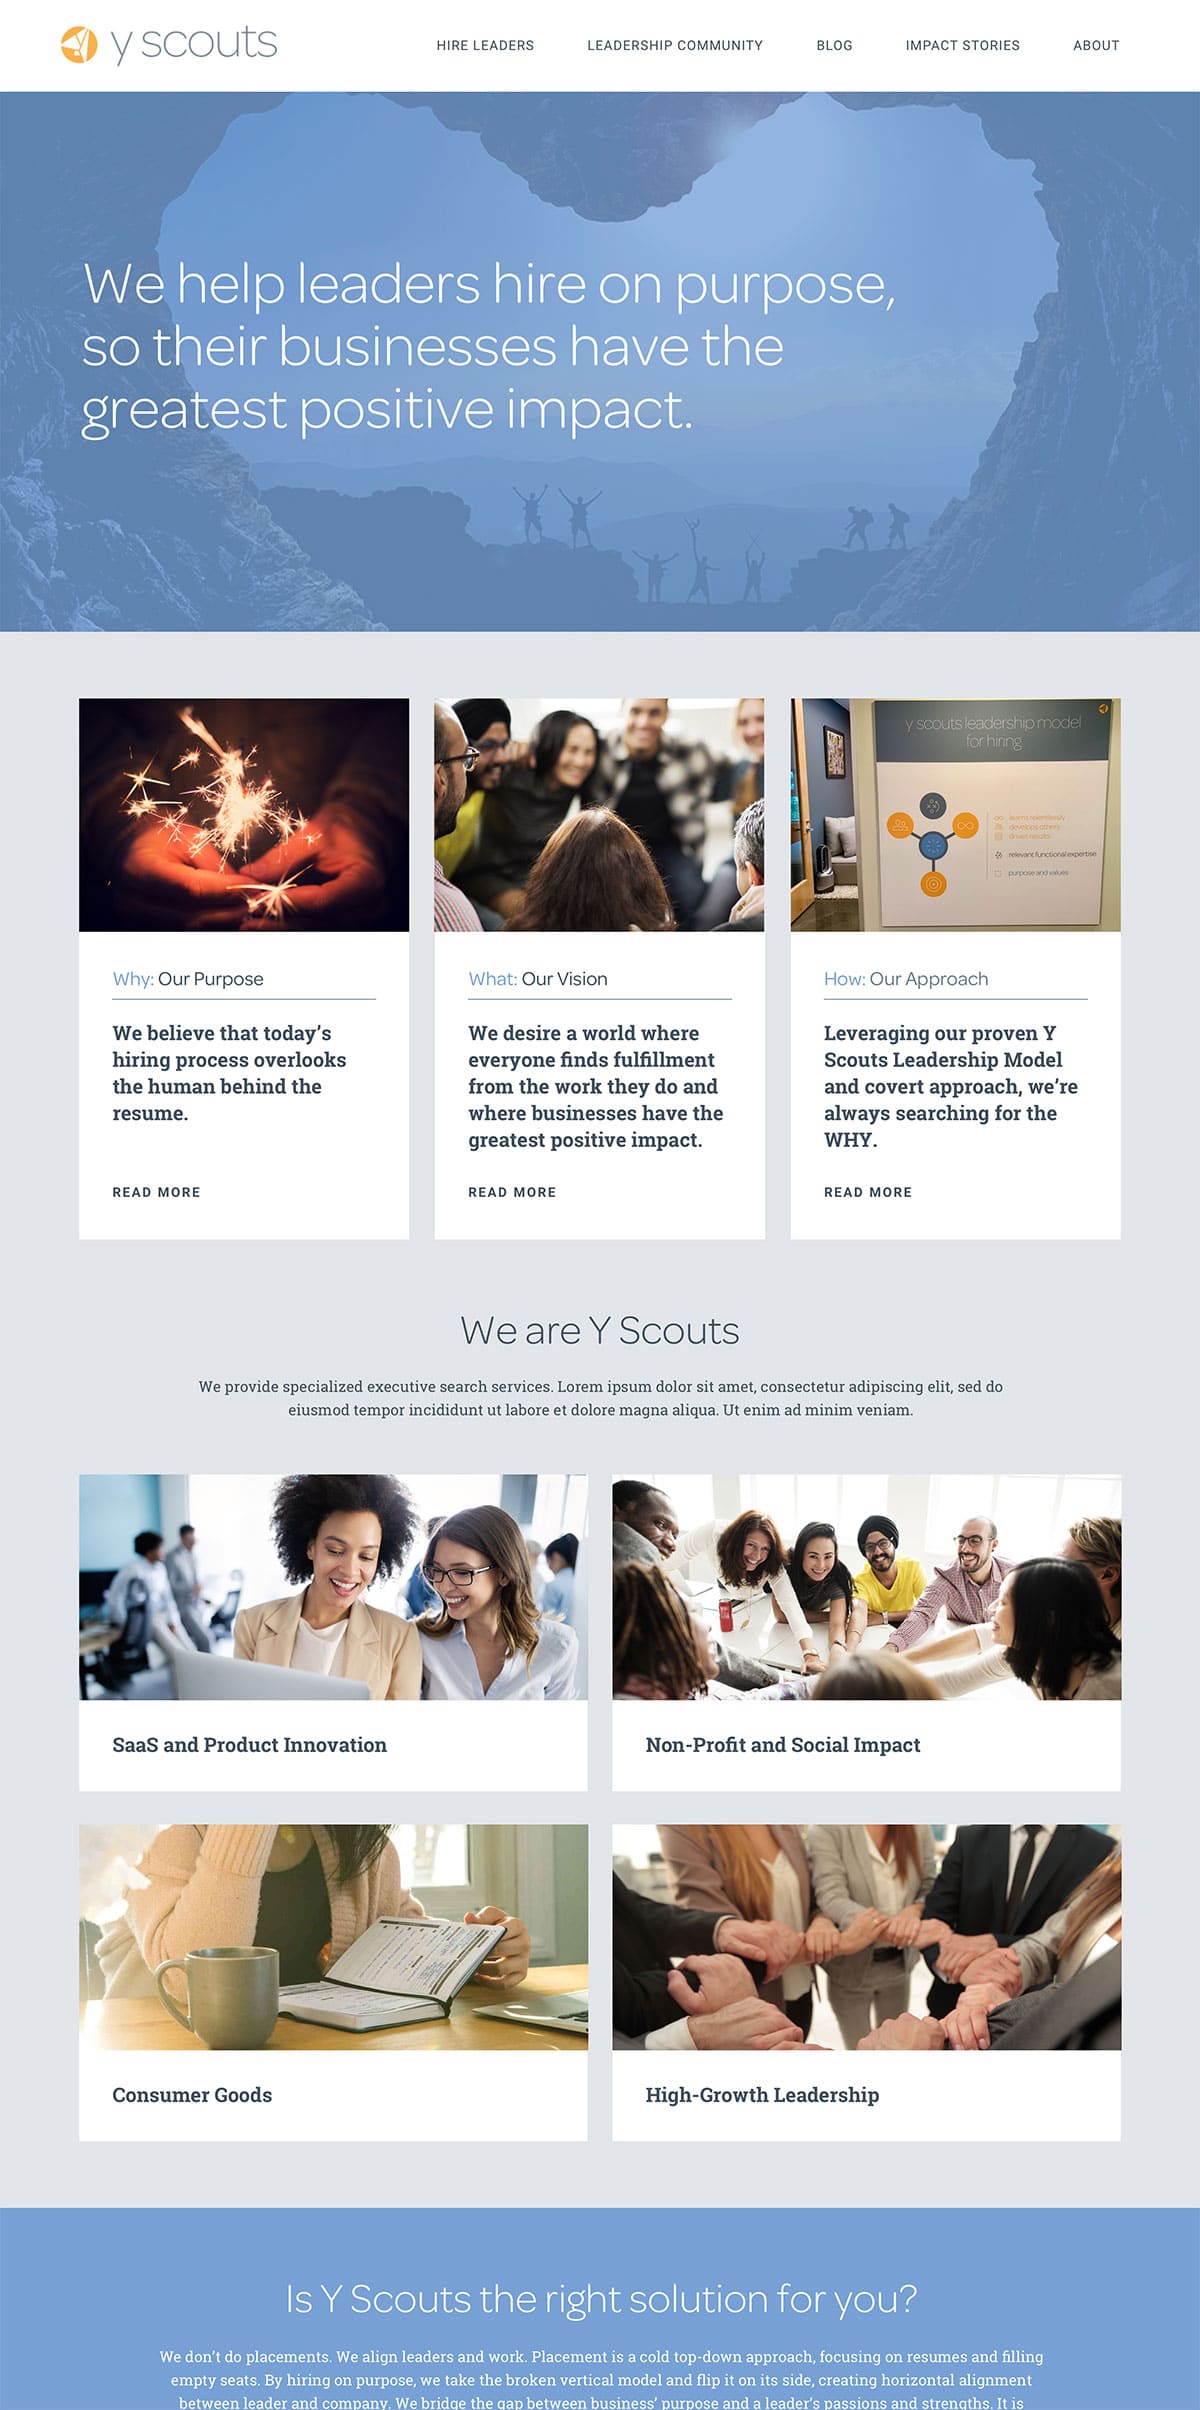 y scouts
HIRE LEADERS
LEADERSHIP COMMUNITY
BLOG
IMPACT STORIES
ABOUT
We help leaders hire on purpose,
so their businesses have the
greatest positive impact.
y scouts leadership model
for hiring
learns relentlessly
develops others
drives results
relevant functional expertise
purpose and values
Why: Our Purpose
We believe that today’s
hiring process overlooks
the human behind the
resume.
READ MORE
What: Our Vision
We desire a world where
everyone finds fulfillment
from the work they do and
where businesses have the
greatest positive impact.
READ MORE
How: Our Approach
Leveraging our proven Y
Scouts Leadership Model
and covert approach, we’re
always searching for the
WHY.
READ MORE
We are Y Scouts
We provide specialized executive search services. Lorem ipsum dolor sit amet, consectetur adipiscing elit, sed do
eiusmod tempor incididunt ut labore et dolore magna aliqua. Ut enim ad minim veniam.
SaaS and Product Innovation
Non-Profit and Social Impact
Consumer Goods
High-Growth Leadership
Is Y Scouts the right solution for you?
We don’t do placements. We align leaders and work. Placement is a cold top-down approach, focusing on resumes and filling
empty seats. By hiring on purpose, we take the broken vertical model and flip it on its side, creating horizontal alignment
between leader and company. We bridge the gap between business’ purpose and a leader’s passions and strengths. It is